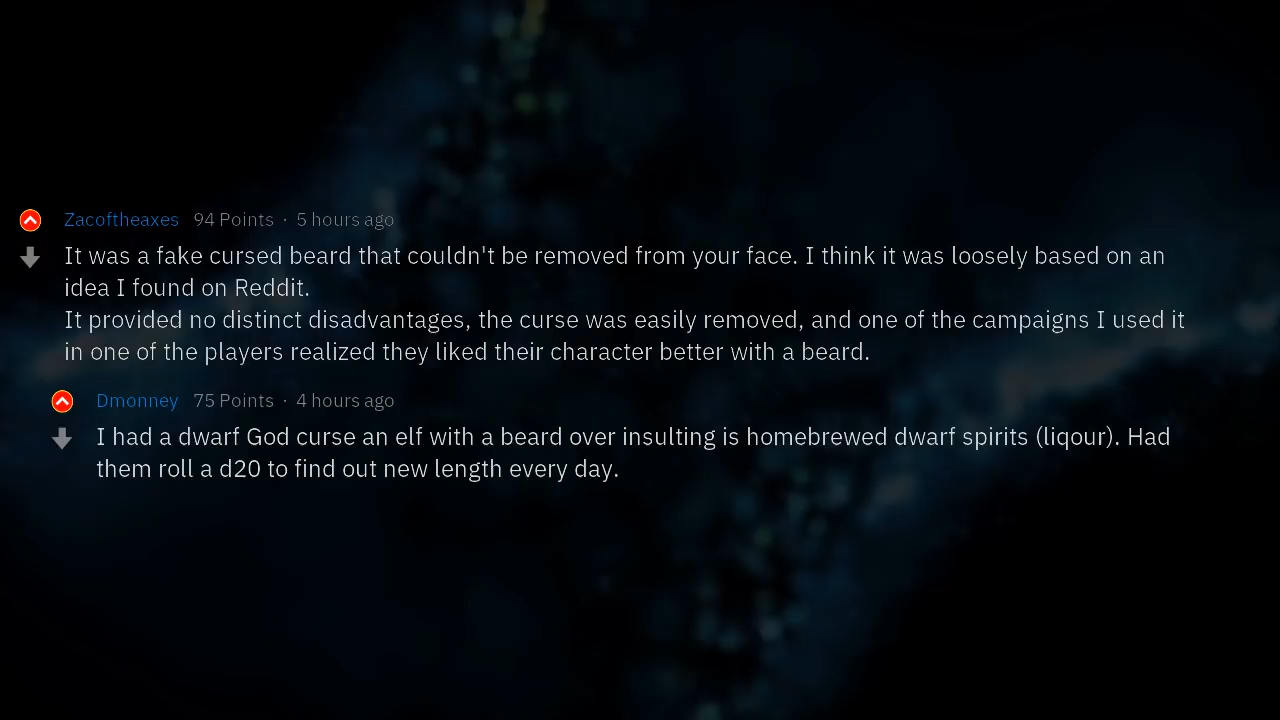 Zacoftheaxes 94 Points · 5 hours ago
It was a fake cursed beard that couldn't be removed from your face. I think it was loosely based on an
idea I found on Reddit.
It provided no distinct disadvantages, the curse was easily removed, and one of the campaigns I used it
in one of the players realized they liked their character better with a beard.
Dmonney 75 Points · 4 hours ago
I had a dwarf God curse an elf with a beard over insulting is homebrewed dwarf spirits (liqour). Had
them roll a d20 to find out new length every day.